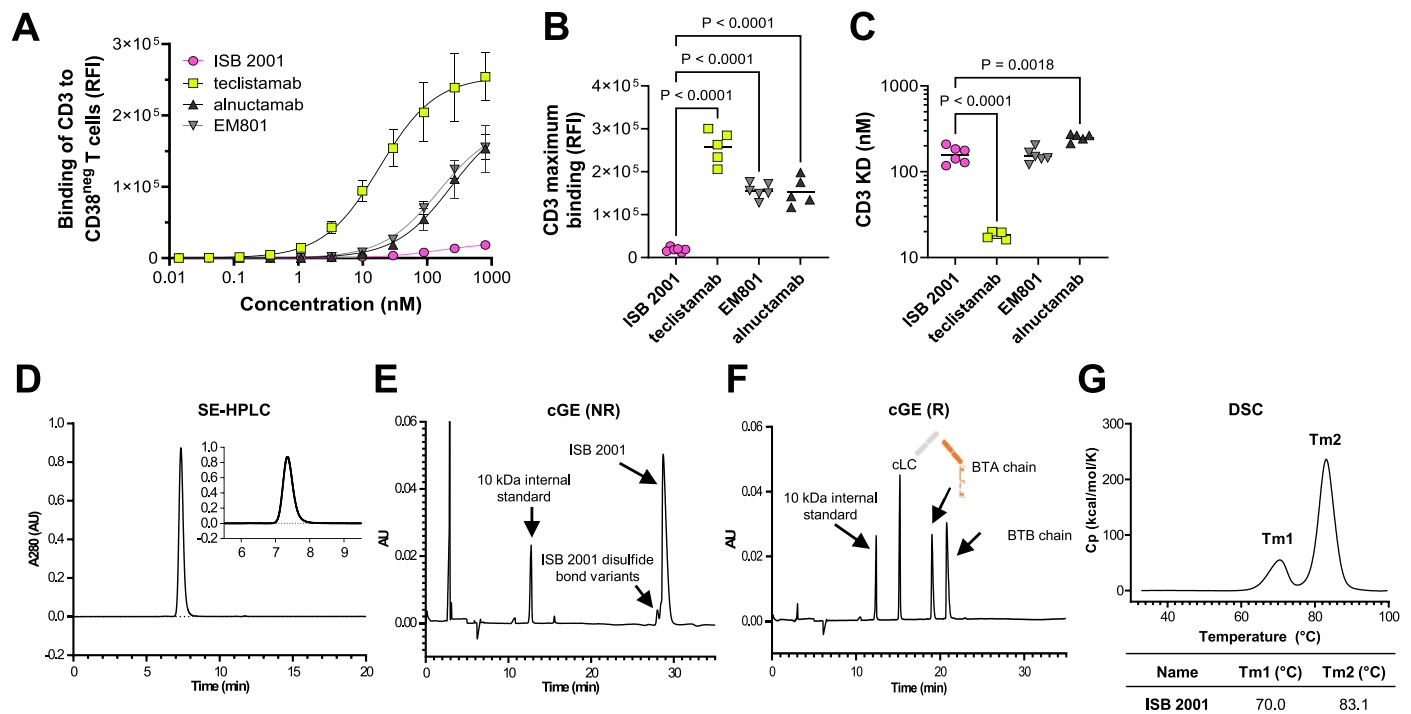 A
Binding of CD3 to
CD38neg T cells (RFI)
3×10⁵
2×10⁵
1×10⁵
0
0.01
0.1
1
10
100
1000
Concentration (nM)
ISB 2001
teclistamab
alnuctamab
EM801
B
P < 0.0001
P < 0.0001
P < 0.0001
CD3 maximum
binding (RFI)
4×10⁵
3×10⁵
2×10⁵
1×10⁵
0
ISB 2001
teclistamab
EM801
alnuctamab
C
P = 0.0018
P < 0.0001
CD3 KD (nM)
1000
100
10
ISB 2001
teclistamab
EM801
alnuctamab
D
SE-HPLC
A280 (AU)
1.0
0.8
0.6
0.4
0.2
0.0
-0.2
0
5
10
15
20
Time (min)
1.0
0.8
0.6
0.4
0.2
0.0
-0.2
6
7
8
9
E
cGE (NR)
AU
0.06
0.04
0.02
0.00
0
10
20
30
Time (min)
10 kDa internal
standard
ISB 2001
ISB 2001 disulfide
bond variants
F
cGE (R)
AU
0.06
0.04
0.02
0.00
0
10
20
30
Time (min)
cLC
10 kDa internal
standard
BTA chain
BTB chain
G
DSC
Cp (kcal/mol/K)
300
200
100
0
40
60
80
100
Temperature (°C)
Tm1
Tm2
Name Tm1 (°C) Tm2 (°C)
ISB 2001 70.0 83.1